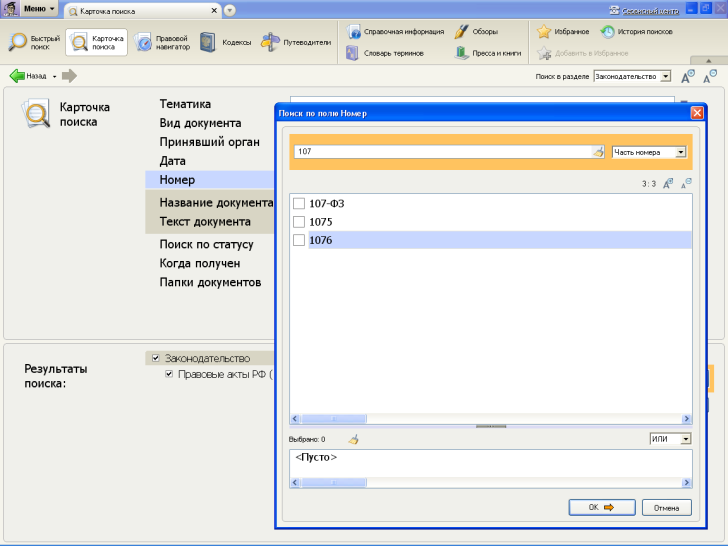 Меню
Карточка поиска
Сервисный центр
Быстрый поиск
Карточка поиска
Правовой навигатор
Кодексы
Путеводители
Справочная информация
Словарь терминов
Обзоры
Пресса и книги
Избранное
Добавить в Избранное
История поисков
Назад
Поиск в разделе Законодательство
Карточка поиска
Тематика
Вид документа
Принявший орган
Дата
Номер
Название документа
Текст документа
Поиск по статусу
Когда получен
Папки документов
Результаты поиска:
Законодательство
Правовые акты РФ (
Поиск по полю Номер
107
Часть номера
3: 3
107-ФЗ
1075
1076
Выбрано: 0
ИЛИ
<Пусто>
OK
Отмена